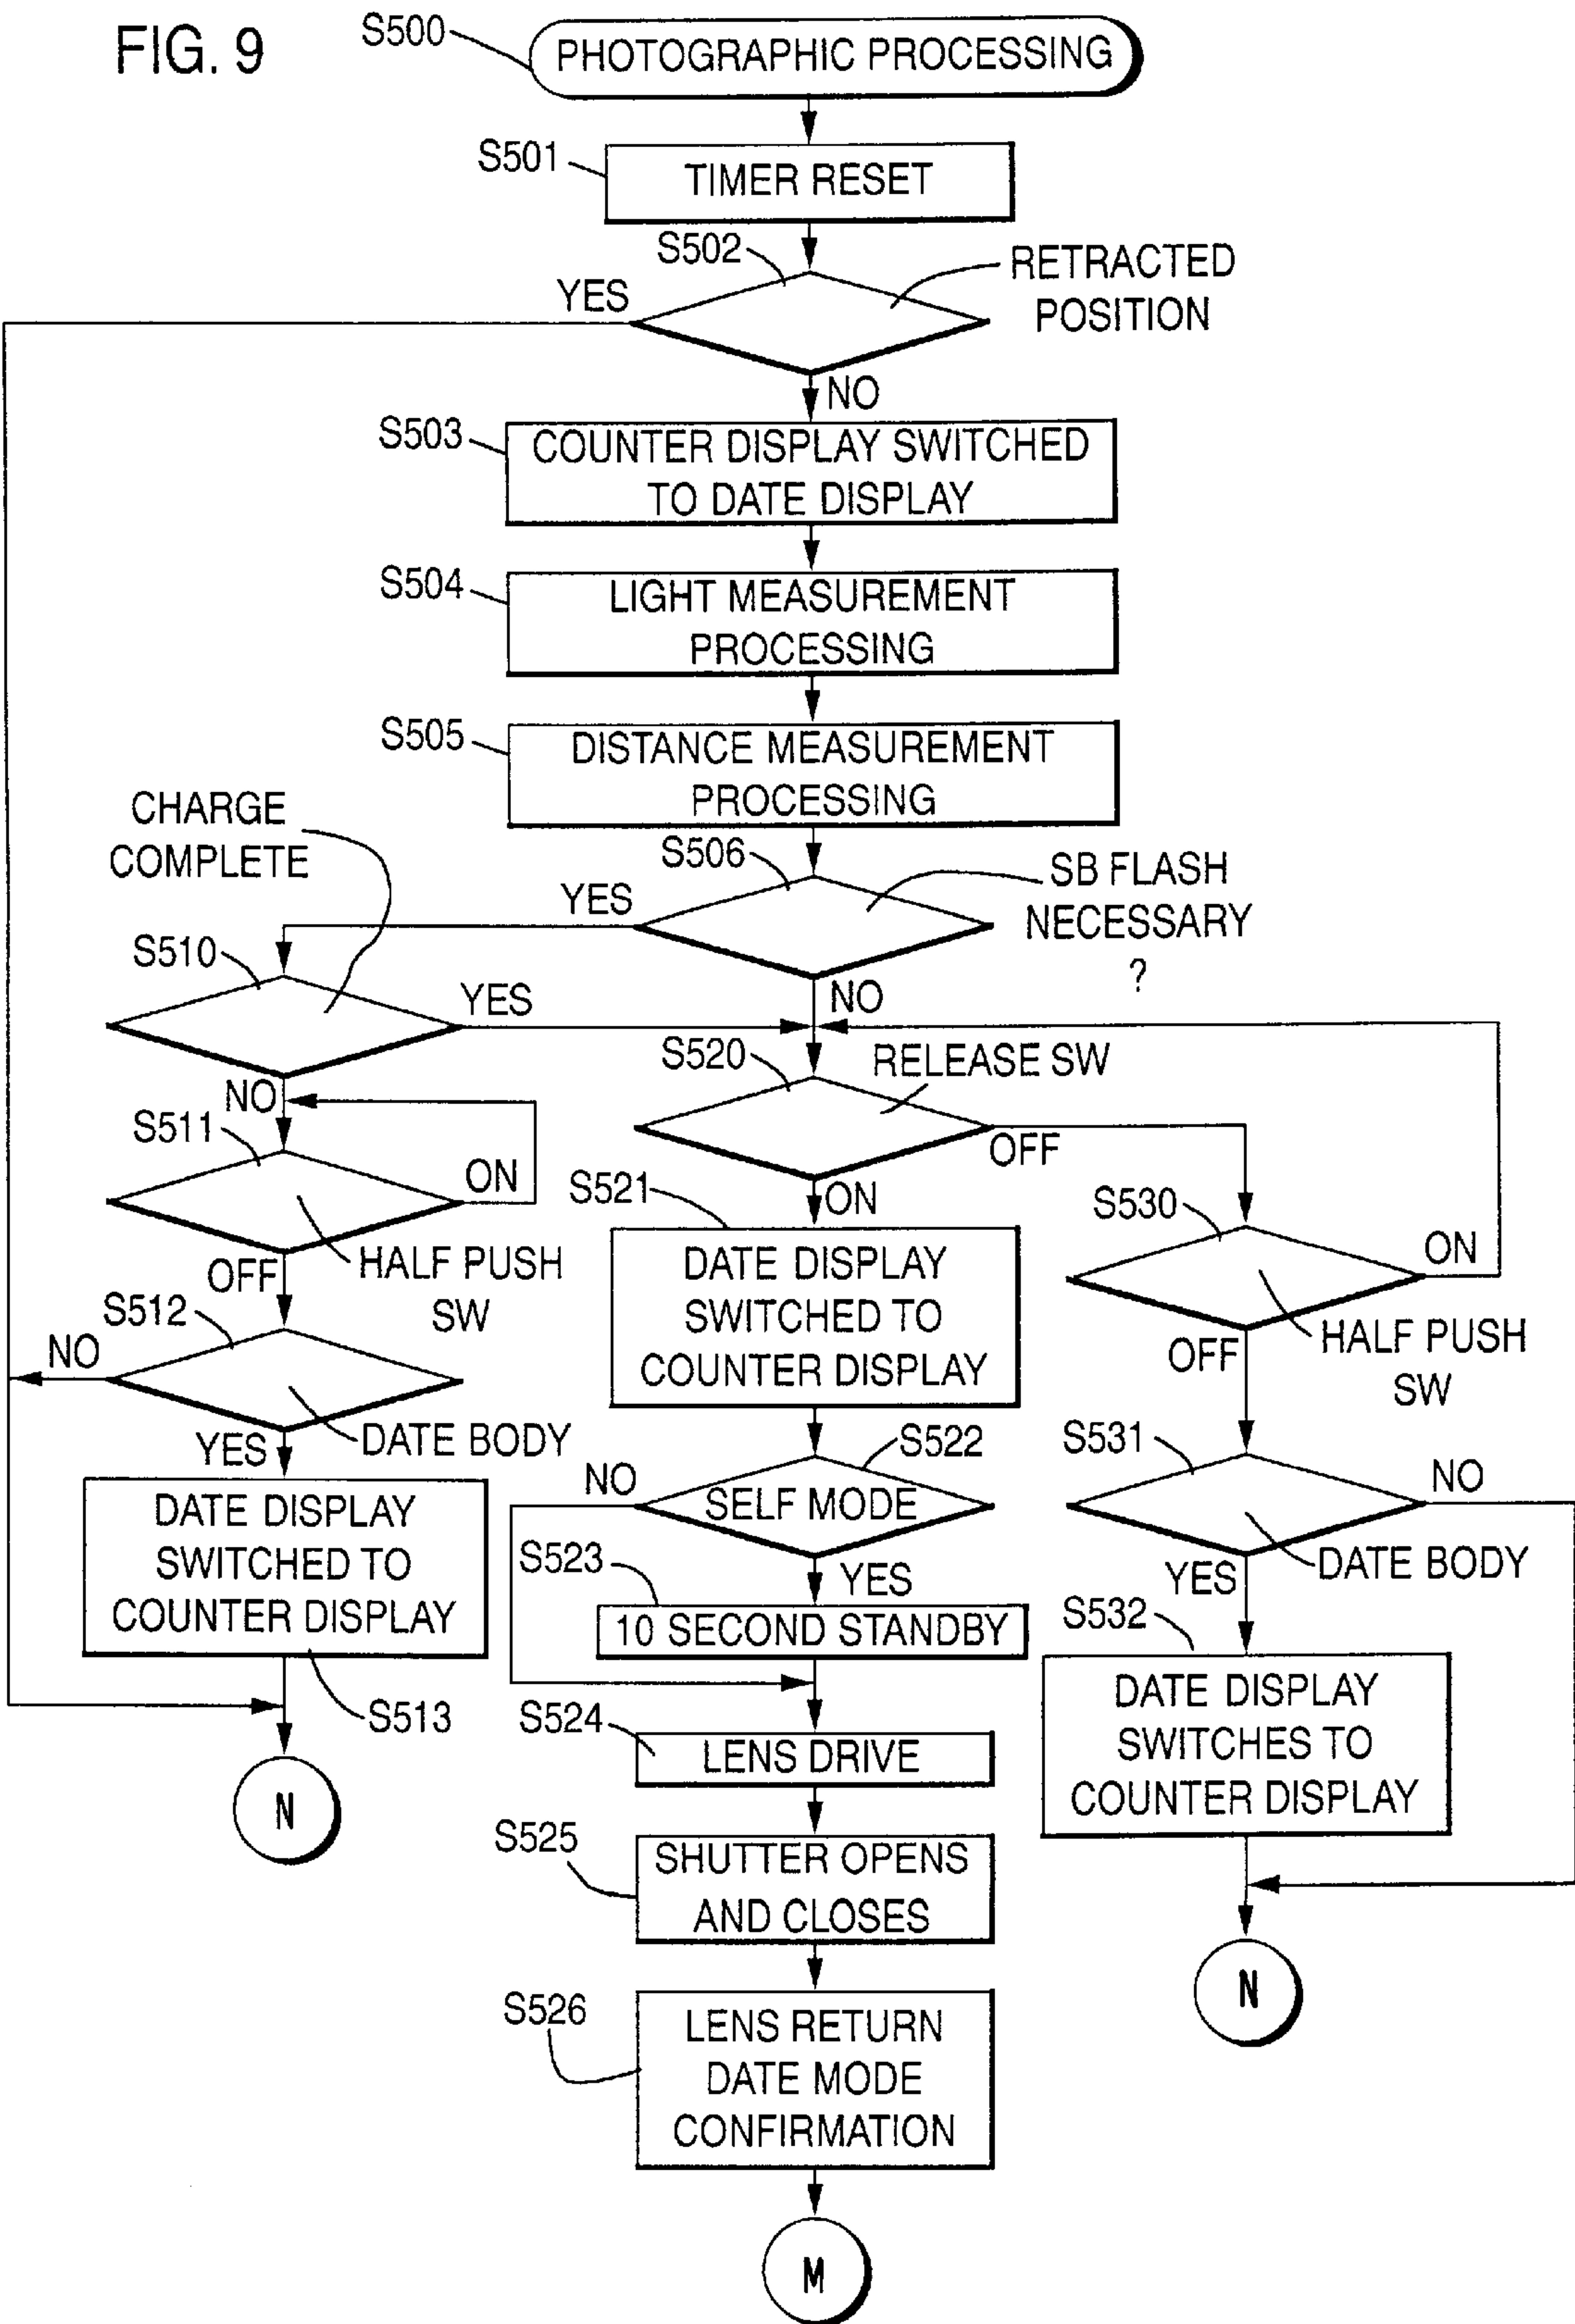 FIG. 9
S500
PHOTOGRAPHIC PROCESSING
S501
TIMER RESET
S502
RETRACTED
POSITION
YES
NO
S503
COUNTER DISPLAY SWITCHED
TO DATE DISPLAY
S504
LIGHT MEASUREMENT
PROCESSING
S505
DISTANCE MEASUREMENT
PROCESSING
CHARGE
COMPLETE
S506
SB FLASH
NECESSARY
?
YES
NO
S510
YES
NO
S520
RELEASE SW
OFF
ON
S511
ON
HALF PUSH
SW
OFF
S512
NO
DATE BODY
YES
DATE DISPLAY
SWITCHED TO
COUNTER DISPLAY
S513
N
S521
DATE DISPLAY
SWITCHED TO
COUNTER DISPLAY
S522
NO
SELF MODE
S523
YES
10 SECOND STANDBY
S524
LENS DRIVE
S525
SHUTTER OPENS
AND CLOSES
S526
LENS RETURN
DATE MODE
CONFIRMATION
M
S530
ON
HALF PUSH
SW
OFF
S531
NO
DATE BODY
YES
S532
DATE DISPLAY
SWITCHES TO
COUNTER DISPLAY
N